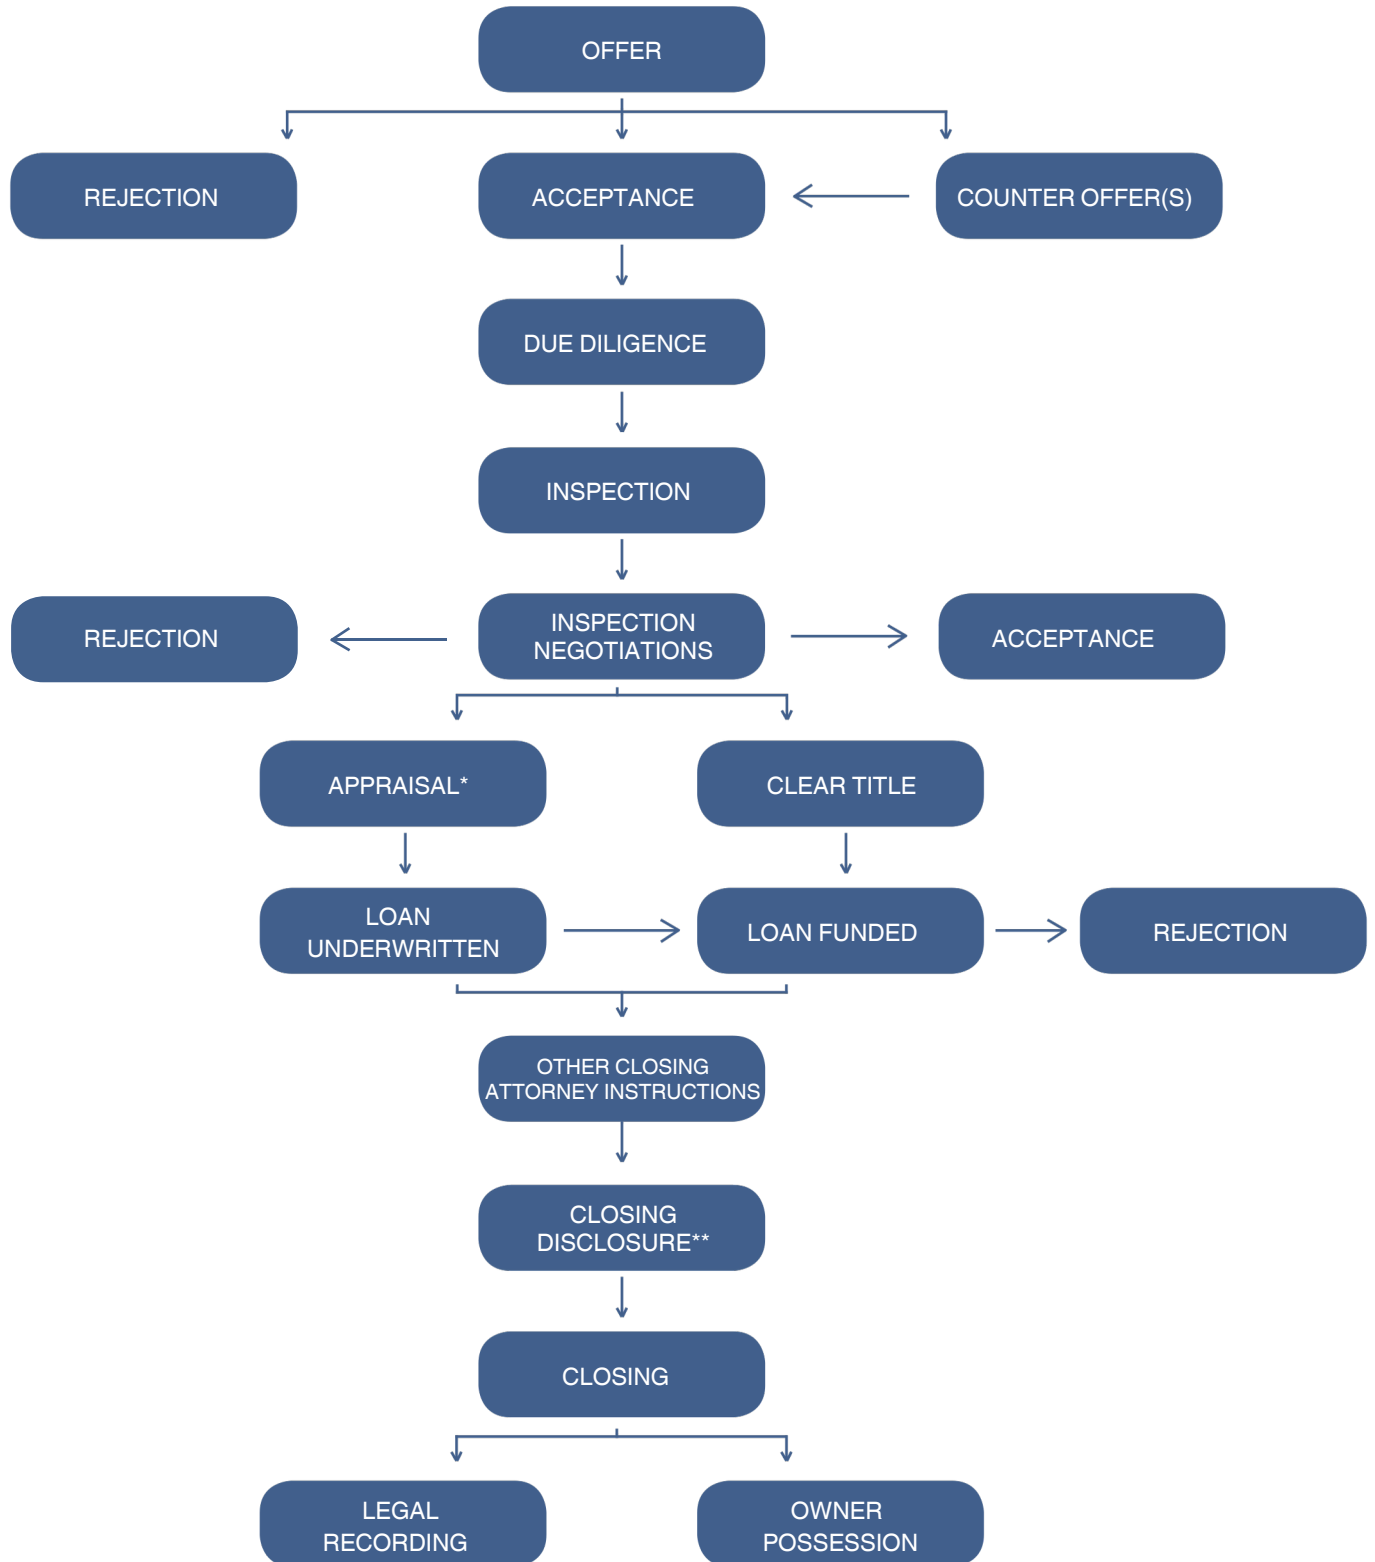 OFFER
REJECTION
ACCEPTANCE
COUNTER OFFER(S)
DUE DILIGENCE
INSPECTION
REJECTION
INSPECTION
NEGOTIATIONS
ACCEPTANCE
APPRAISAL*
CLEAR TITLE
LOAN
UNDERWRITTEN
LOAN FUNDED
REJECTION
OTHER CLOSING
ATTORNEY INSTRUCTIONS
CLOSING
DISCLOSURE**
CLOSING
LEGAL
RECORDING
OWNER
POSSESSION